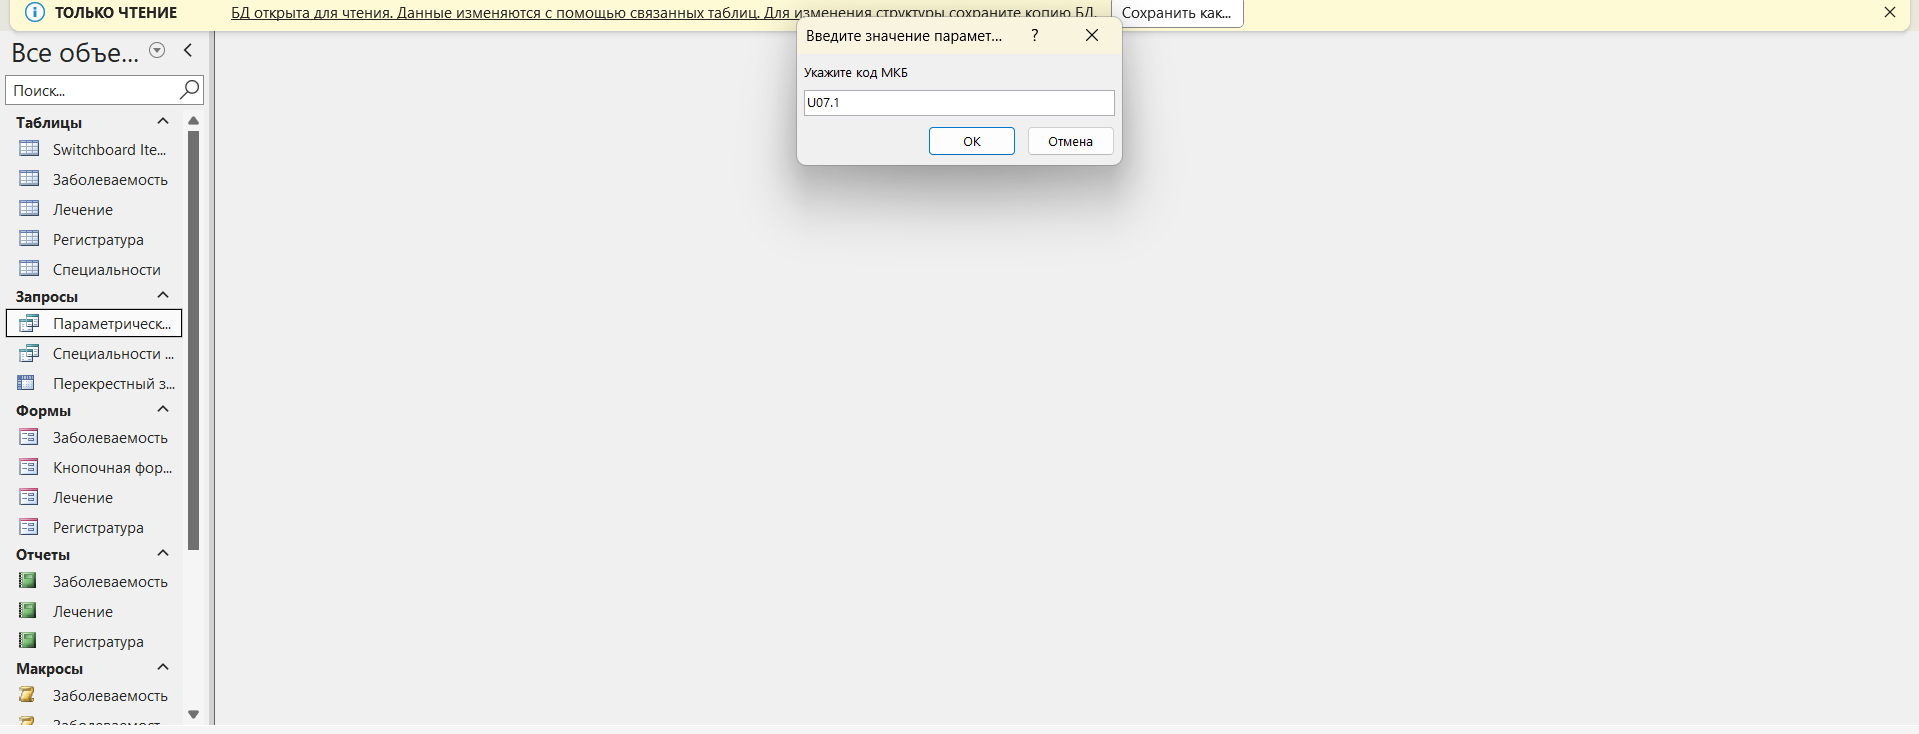 ТОЛЬКО ЧТЕНИЕ БД открыта для чтения. Данные изменяются с помощью связанных таблиц. Для изменения структуры сохраните копию БД. Сохранить как...
Все объе...
Поиск...
Таблицы
Switchboard Ite...
Заболеваемость
Лечение
Регистратура
Специальности
Запросы
Параметрическ...
Специальности ...
Перекрестный з...
Формы
Заболеваемость
Кнопочная фор...
Лечение
Регистратура
Отчеты
Заболеваемость
Лечение
Регистратура
Макросы
Заболеваемость
Заболеваемост
Введите значение парамет... ?
Укажите код МКБ
U07.1
ОК Отмена